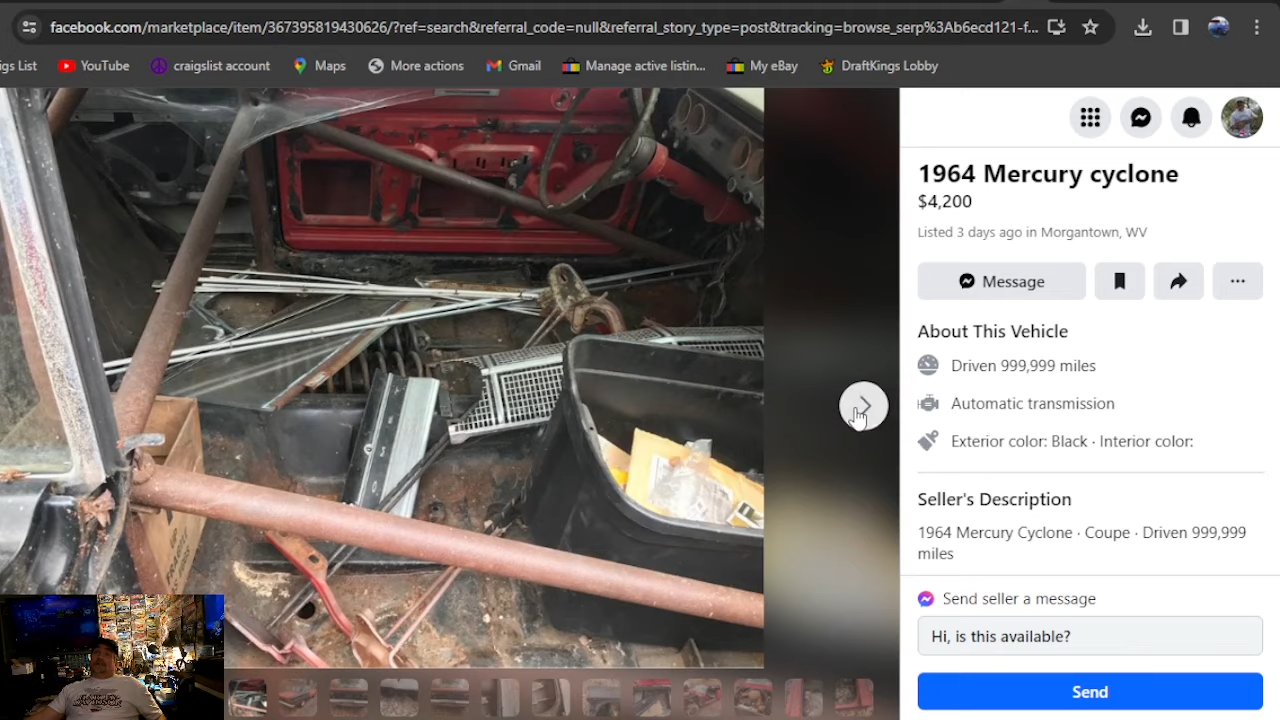 facebook.com/marketplace/item/367395819430626/?ref=search&referral_code=null&referral_story_type=post&tracking=browse_serp%3Ab6ecd121-f...
igs List
YouTube
craigslist account
Maps
More actions
Gmail
Manage active listin...
My eBay
DraftKings Lobby
1964 Mercury cyclone
$4,200
Listed 3 days ago in Morgantown, WV
Message
About This Vehicle
Driven 999,999 miles
Automatic transmission
Exterior color: Black · Interior color:
Seller's Description
1964 Mercury Cyclone · Coupe · Driven 999,999
miles
Send seller a message
Hi, is this available?
Send